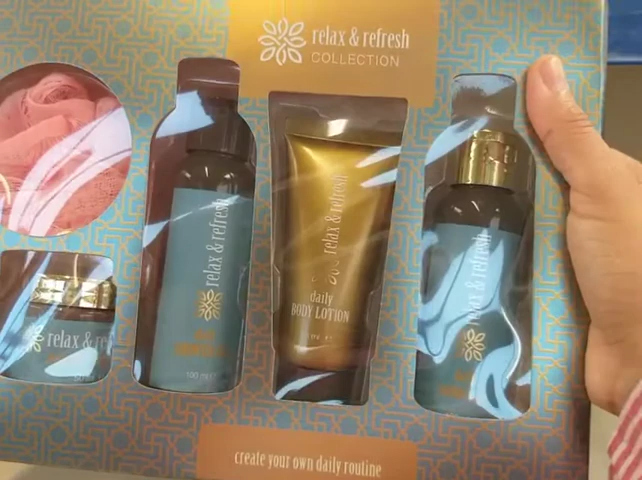 relax & refresh
COLLECTION
relax & refresh
relax & refresh
daily
BODY LOTION
relax & refresh
relax & re
100 ml
create your own daily routine